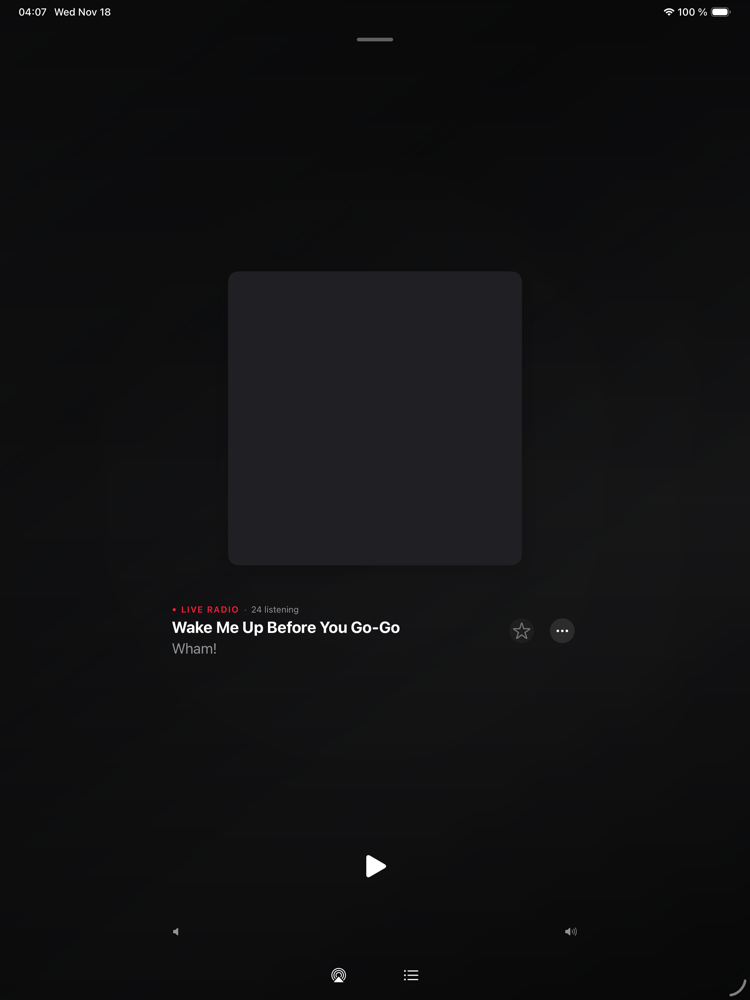 04:07 Wed Nov 18
100 %
• LIVE RADIO · 24 listening
Wake Me Up Before You Go-Go
Wham!